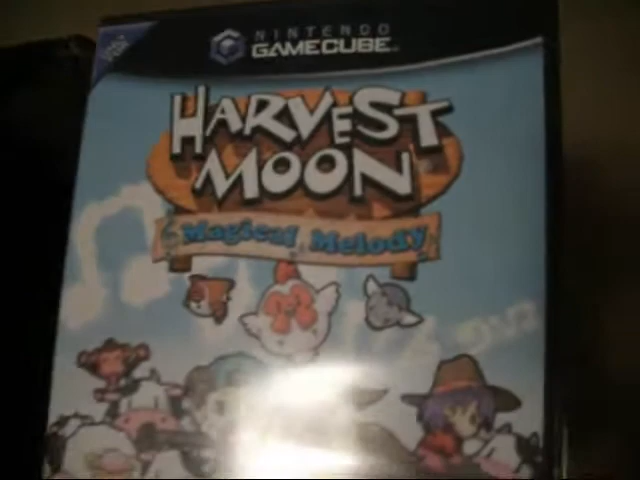 NINTENDO
GAMECUBE
HARVEST
MOON
Magical Melody